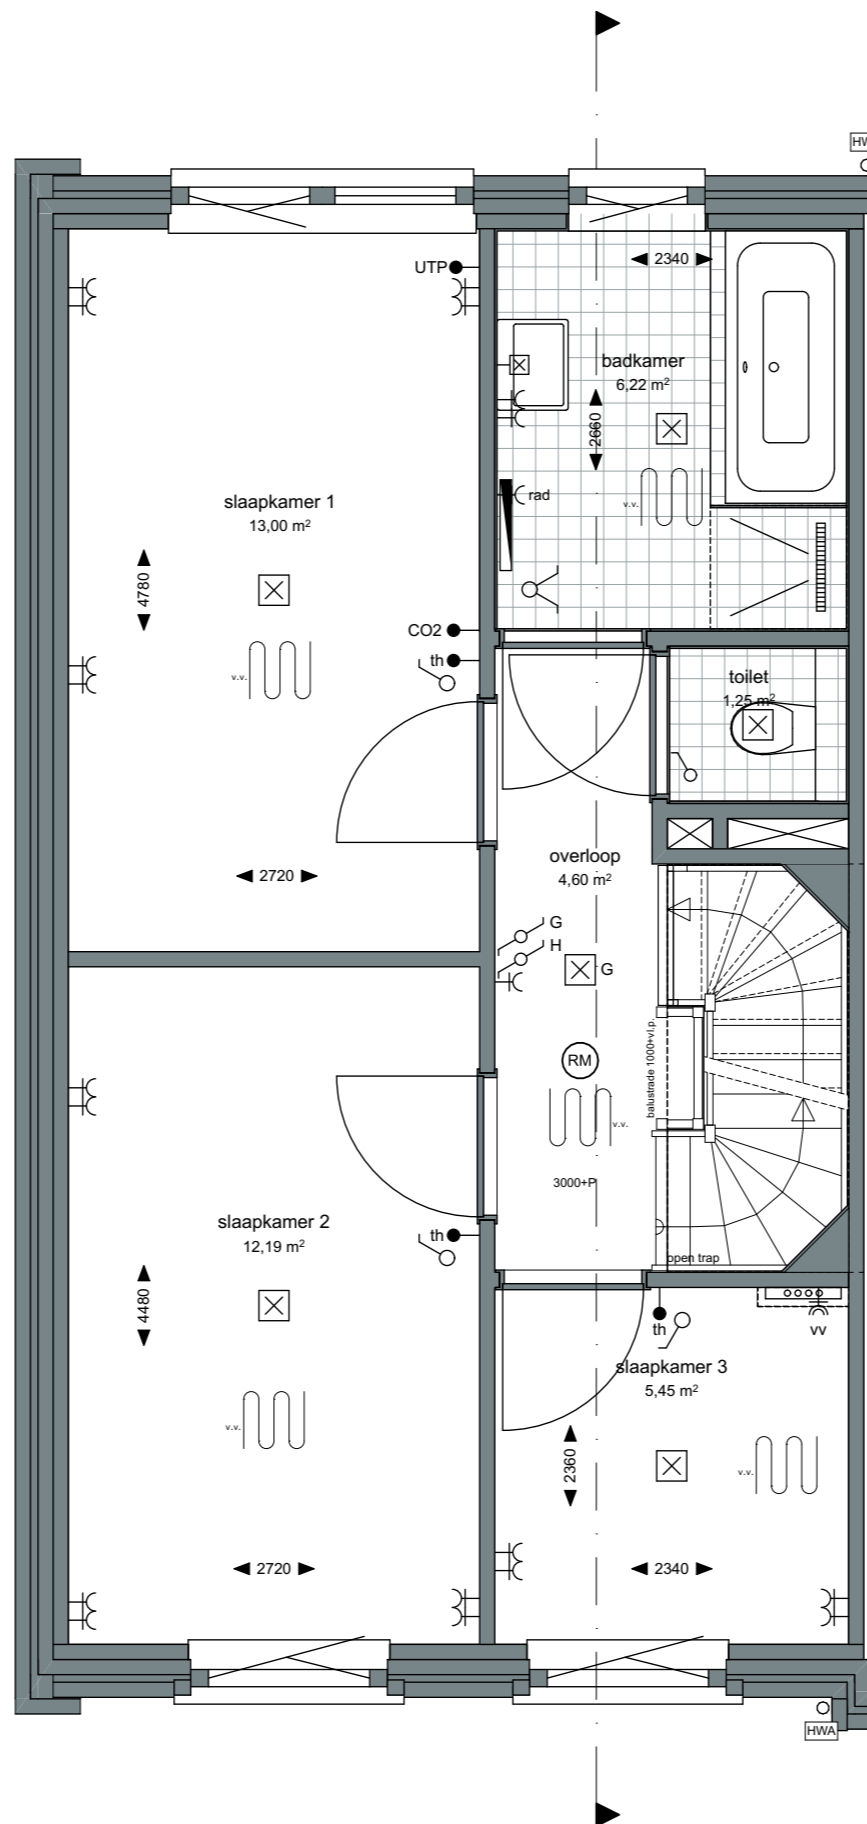 HW
UTP
2340
badkamer
6,22 m²
2660
rad
v.v.
slaapkamer 1
13,00 m²
4780
CO2
th
v.v.
toilet
1,25 m²
2720
overloop
4,60 m²
G
H
G
RM
balustrade 1000+vl.p.
v.v.
3000+P
slaapkamer 2
12,19 m²
th
open trap
4480
th
vv
slaapkamer 3
5,45 m²
v.v.
2360
v.v.
2720
2340
HWA